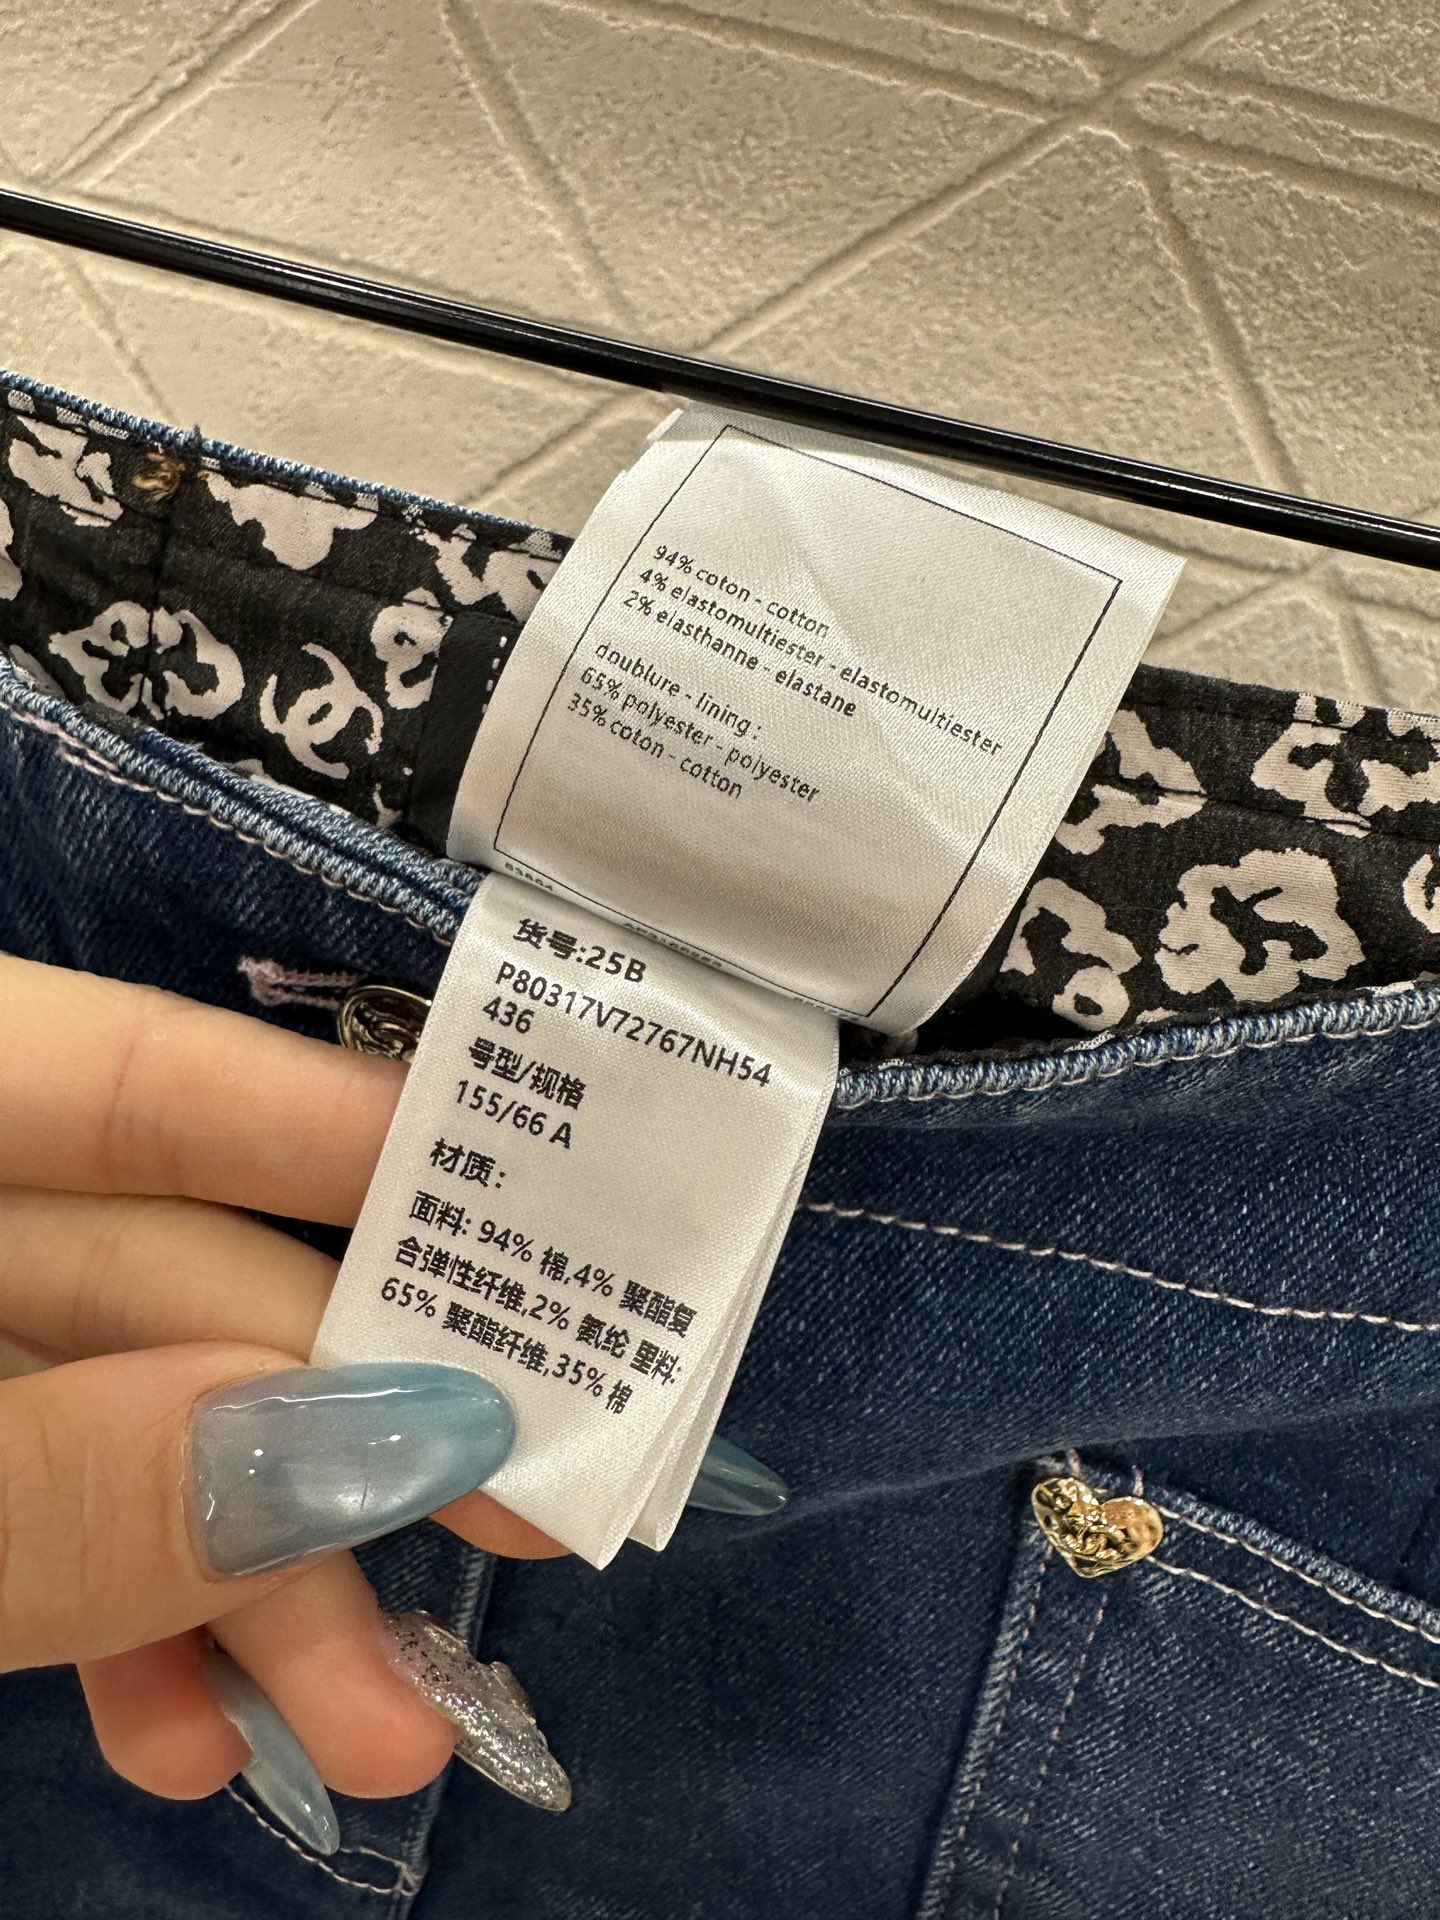 94% coton - cotton
4% elastomultiester - elastomultiester
2% elasthanne - elastane
doublure - lining :
65% polyester - polyester
35% coton - cotton
货号:25B
P80317V72767NH54
436
号型/规格
155/66 A
材质:
面料: 94% 棉,4% 聚酯复
合弹性纤维,2% 氨纶 里料:
65% 聚酯纤维,35% 棉